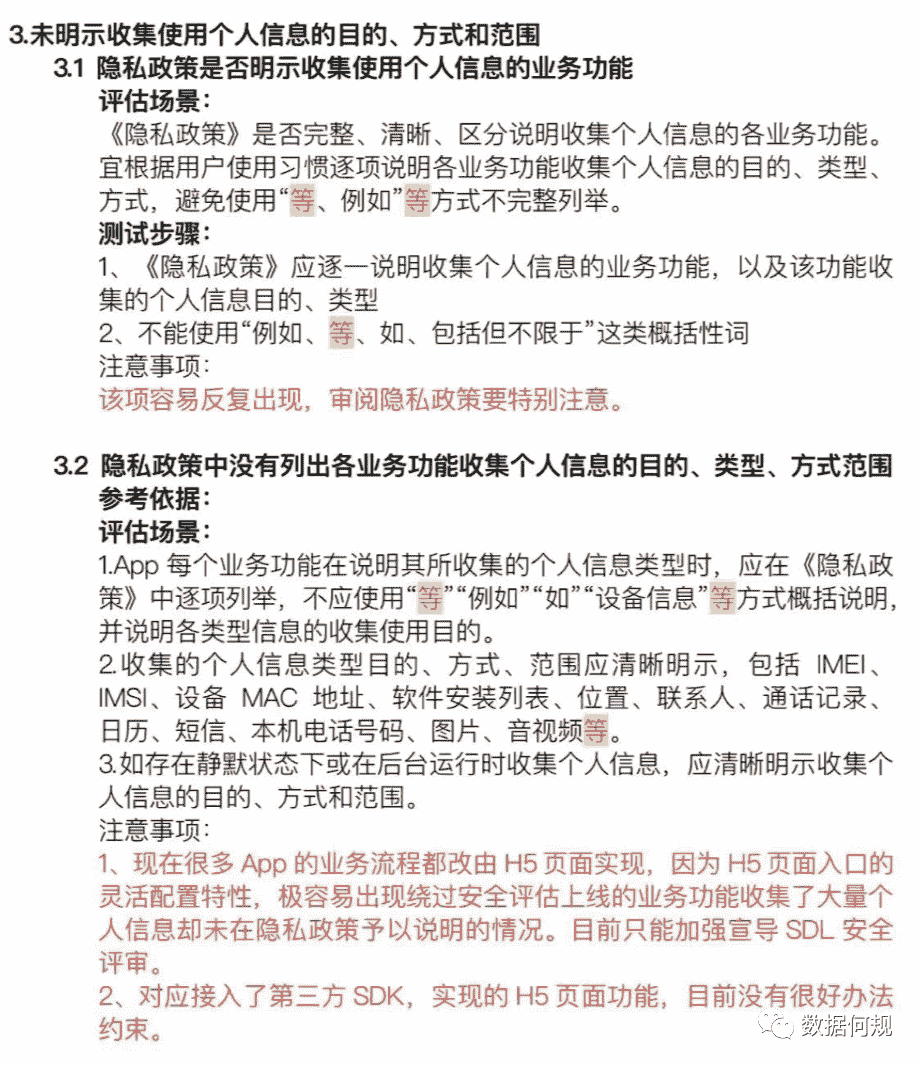 3.未明示收集使用个人信息的目的、方式和范围
3.1 隐私政策是否明示收集使用个人信息的业务功能
评估场景：
《隐私政策》是否完整、清晰、区分说明收集个人信息的各业务功能。
宜根据用户使用习惯逐项说明各业务功能收集个人信息的目的、类型、
方式，避免使用“等、例如”等方式不完整列举。
测试步骤：
1、《隐私政策》应逐一说明收集个人信息的业务功能，以及该功能收
集的个人信息目的、类型
2、不能使用“例如、等、如、包括但不限于”这类概括性词
注意事项：
该项容易反复出现，审阅隐私政策要特别注意。
3.2 隐私政策中没有列出各业务功能收集个人信息的目的、类型、方式范围
参考依据：
评估场景：
1.App 每个业务功能在说明其所收集的个人信息类型时，应在《隐私政
策》中逐项列举，不应使用“等”“例如”“如”“设备信息”等方式概括说明，
并说明各类型信息的收集使用目的。
2.收集的个人信息类型目的、方式、范围应清晰明示，包括 IMEI、
IMSI、设备 MAC 地址、软件安装列表、位置、联系人、通话记录、
日历、短信、本机电话号码、图片、音视频等。
3.如存在静默状态下或在后台运行时收集个人信息，应清晰明示收集个
人信息的目的、方式和范围。
注意事项：
1、现在很多 App 的业务流程都改由 H5 页面实现，因为 H5 页面入口的
灵活配置特性，极容易出现绕过安全评估上线的业务功能收集了大量个
人信息却未在隐私政策予以说明的情况。目前只能加强宣导 SDL 安全
评审。
2、对应接入了第三方 SDK，实现的 H5 页面功能，目前没有很好办法
约束。
数据何规